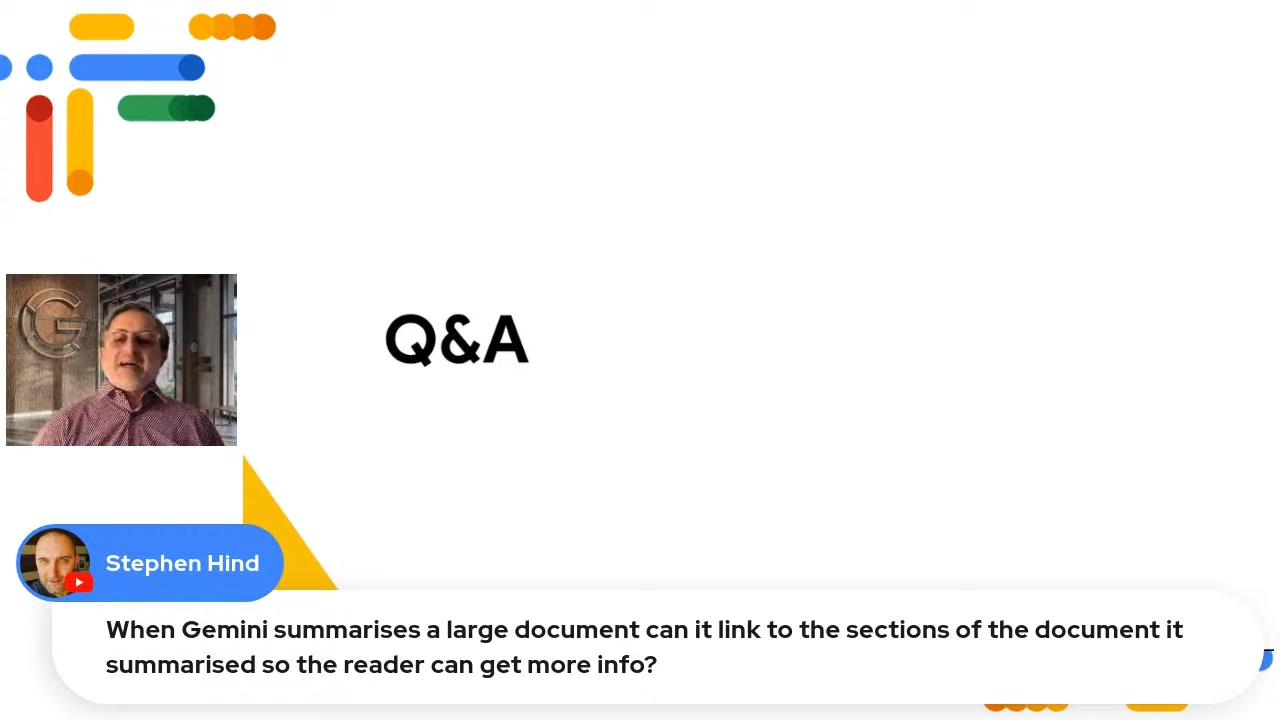 G
Q&A
Stephen Hind
When Gemini summarises a large document can it link to the sections of the document it
summarised so the reader can get more info?